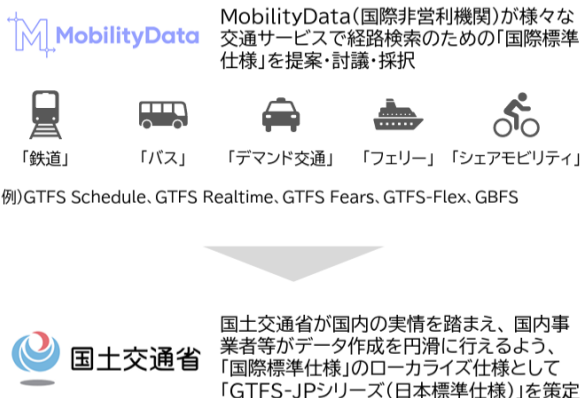 MobilityData
MobilityData(国際非営利機関)が様々な
交通サービスで経路検索のための「国際標準
仕様」を提案・討議・採択
「鉄道」 「バス」 「デマンド交通」 「フェリー」 「シェアモビリティ」
例)GTFS Schedule、GTFS Realtime、GTFS Fears、GTFS-Flex、GBFS
国土交通省
国土交通省が国内の実情を踏まえ、国内事
業者等がデータ作成を円滑に行えるよう、
「国際標準仕様」のローカライズ仕様として
「GTFS-JPシリーズ(日本標準仕様)」を策定